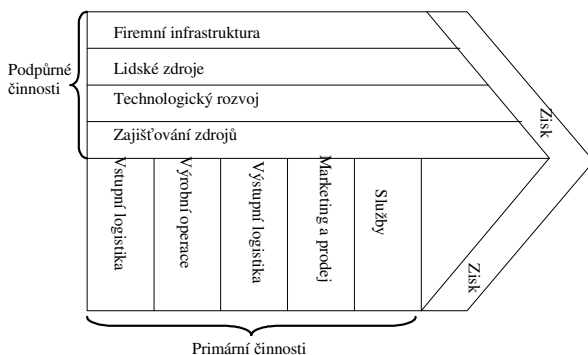 Firemní infrastruktura
Podpůrné
činnosti
Lidské zdroje
Technologický rozvoj
Zajišťování zdrojů
Zisk
Vstupní logistika
Výrobní operace
Výstupní logistika
Marketing a prodej
Služby
Zisk
Primární činnosti